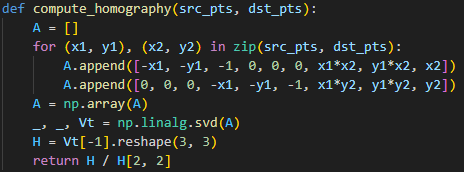 def compute_homography(src_pts, dst_pts):
    A = []
    for (x1, y1), (x2, y2) in zip(src_pts, dst_pts):
        A.append([-x1, -y1, -1, 0, 0, 0, x1*x2, y1*x2, x2])
        A.append([0, 0, 0, -x1, -y1, -1, x1*y2, y1*y2, y2])
    A = np.array(A)
    _, _, Vt = np.linalg.svd(A)
    H = Vt[-1].reshape(3, 3)
    return H / H[2, 2]